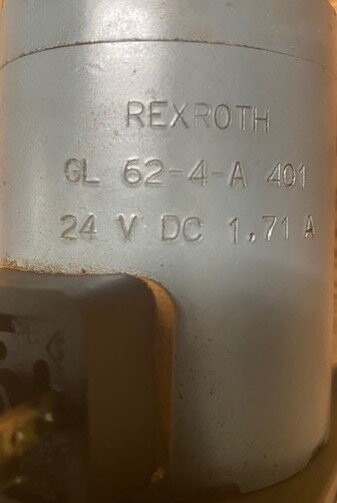 REXROTH
GL 62-4-A 401
24 V DC 1.71 A